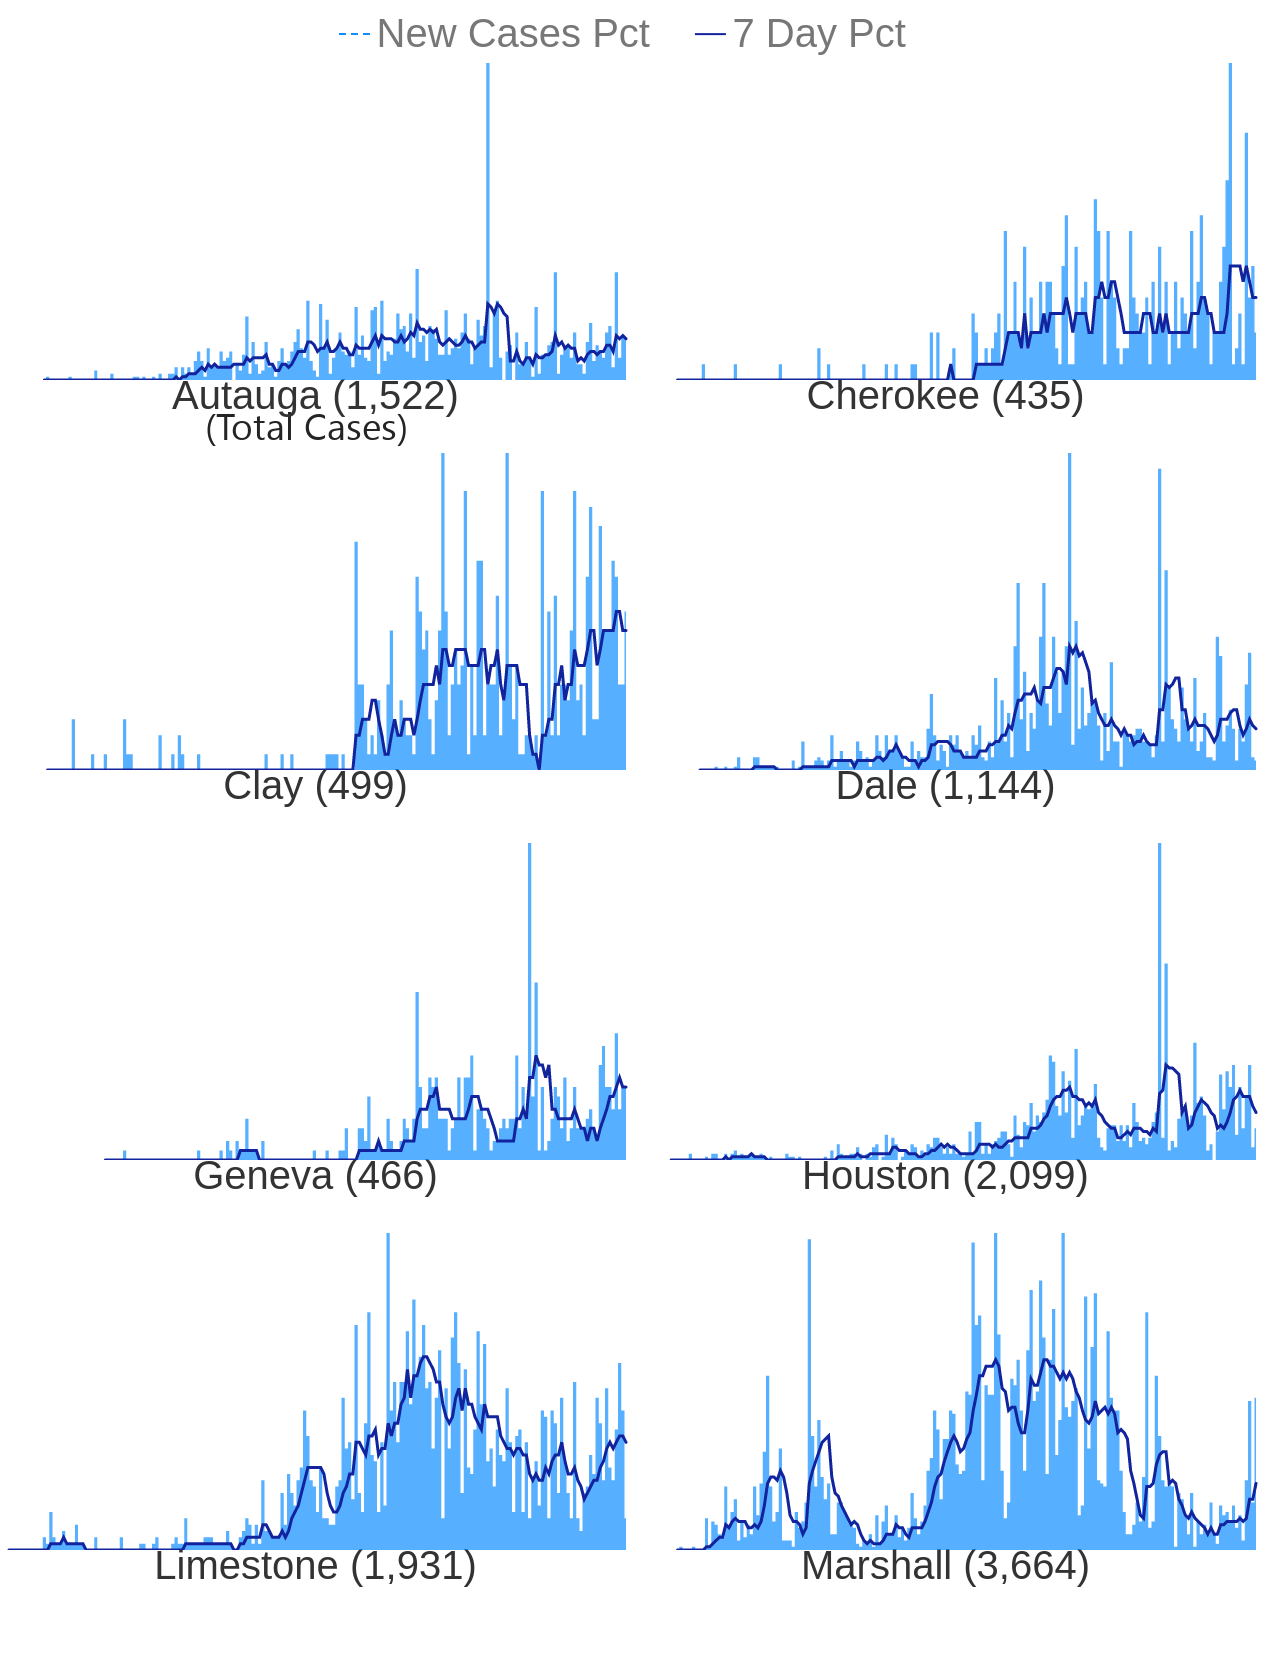 New Cases Pct 7 Day Pct
Autauga (1,522) Cherokee (435)
(Total Cases)
Clay (499) Dale (1,144)
Geneva (466) Houston (2,099)
Limestone (1,931) Marshall (3,664)